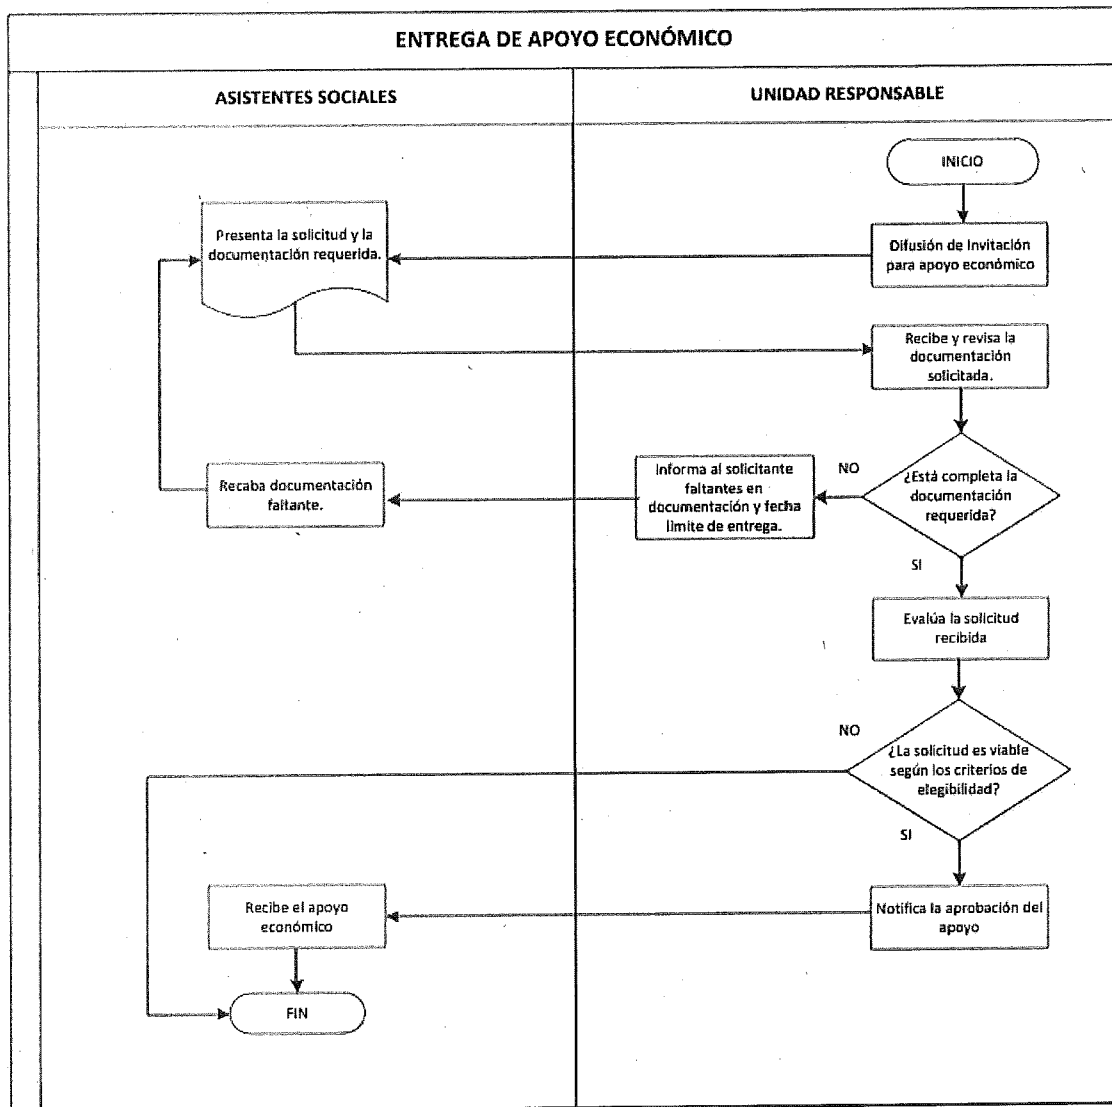 ENTREGA DE APOYO ECONÓMICO
ASISTENTES SOCIALES
UNIDAD RESPONSABLE
INICIO
Difusión de Invitación
para apoyo económico
Presenta la solicitud y la
documentación requerida.
Recibe y revisa la
documentación
solicitada.
¿Está completa la
documentación
requerida?
NO
Informa al solicitante
faltantes en
documentación y fecha
limite de entrega.
Recaba documentación
faltante.
SI
Evalúa la solicitud
recibida
¿La solicitud es viable
según los criterios de
elegibilidad?
NO
SI
Notifica la aprobación del
apoyo
Recibe el apoyo
económico
FIN